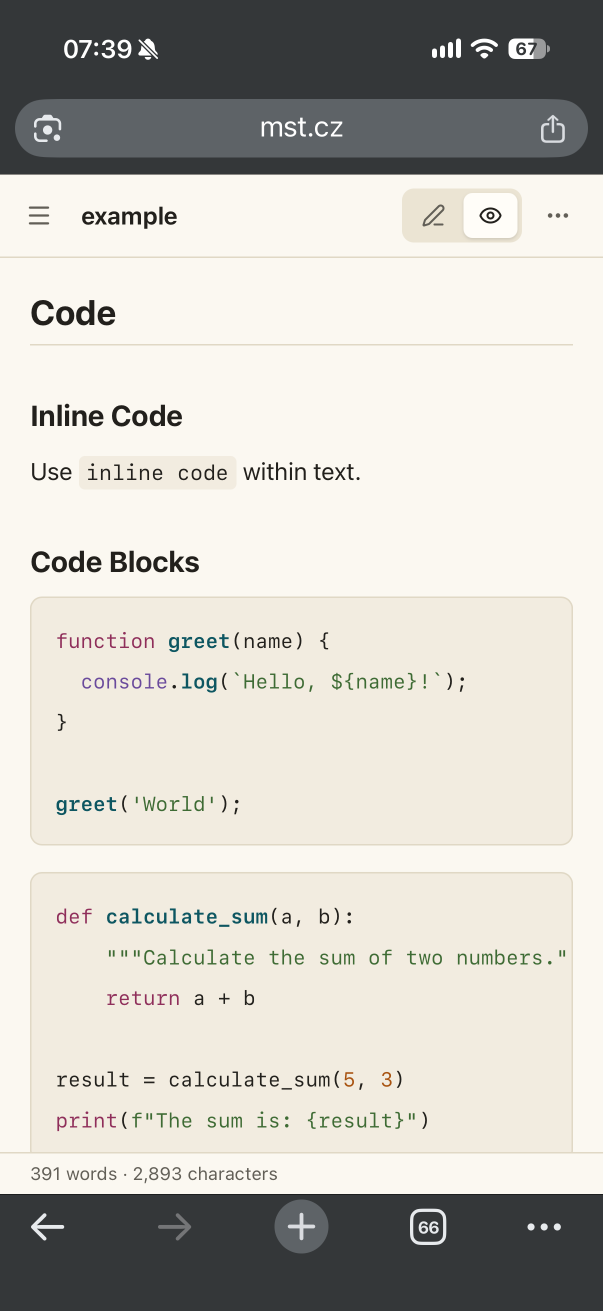 07:39
67
mst.cz
example
Code
Inline Code
Use inline code within text.
Code Blocks
function greet(name) {
  console.log(`Hello, ${name}!`);
}

greet('World');
def calculate_sum(a, b):
    """Calculate the sum of two numbers."
    return a + b

result = calculate_sum(5, 3)
print(f"The sum is: {result}")
391 words · 2,893 characters
66